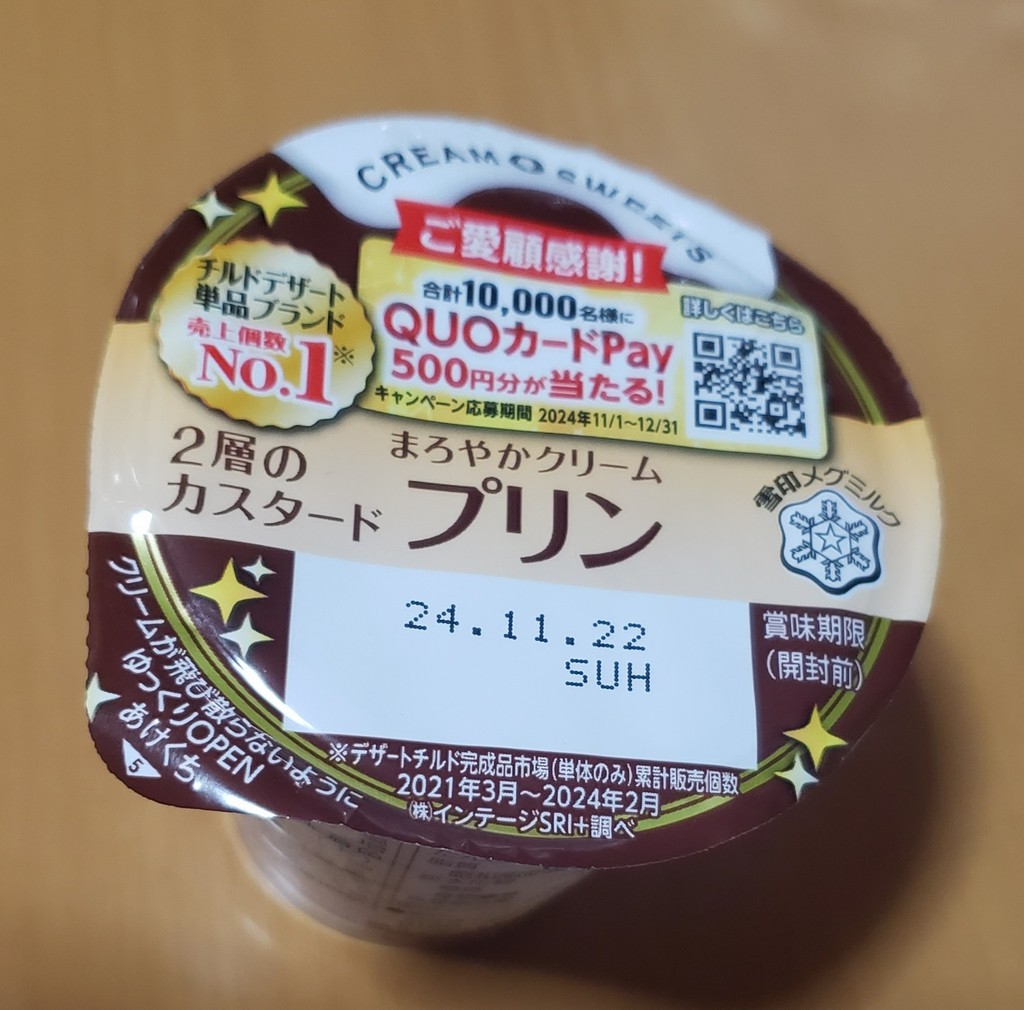 CREAM SWEETS
ご愛顧感謝!
チルドデザート
単品ブランド
売上個数
No.1※
合計10,000名様に
QUOカードPay
500円分が当たる!
キャンペーン応募期間 2024年11/1〜12/31
詳しくはこちら
2層の
カスタード
まろやかクリーム
プリン
雪印メグミルク
24.11.22
SUH
賞味期限
(開封前)
クリームが飛び散らないように
ゆっくりOPEN
あけくち
5
※デザートチルド完成品市場(単体のみ)累計販売個数
2021年3月〜2024年2月
㈱インテージSRI+調べ